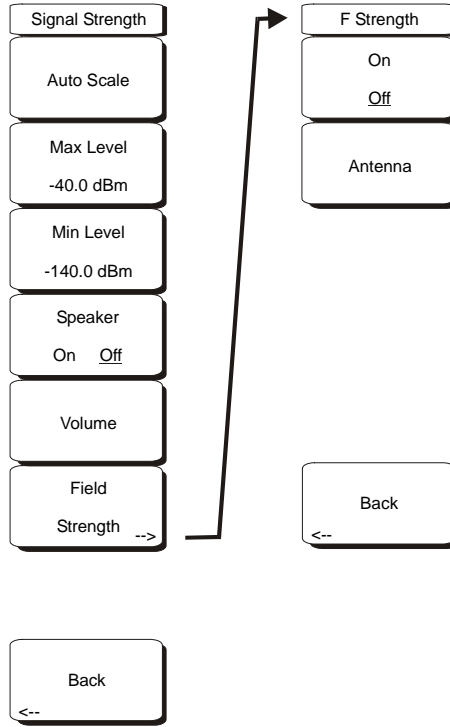 Signal Strength
Auto Scale
Max Level
-40.0 dBm
Min Level
-140.0 dBm
Speaker
On Off
Volume
Field
Strength -->
Back
<--
F Strength
On
Off
Antenna
Back
<--